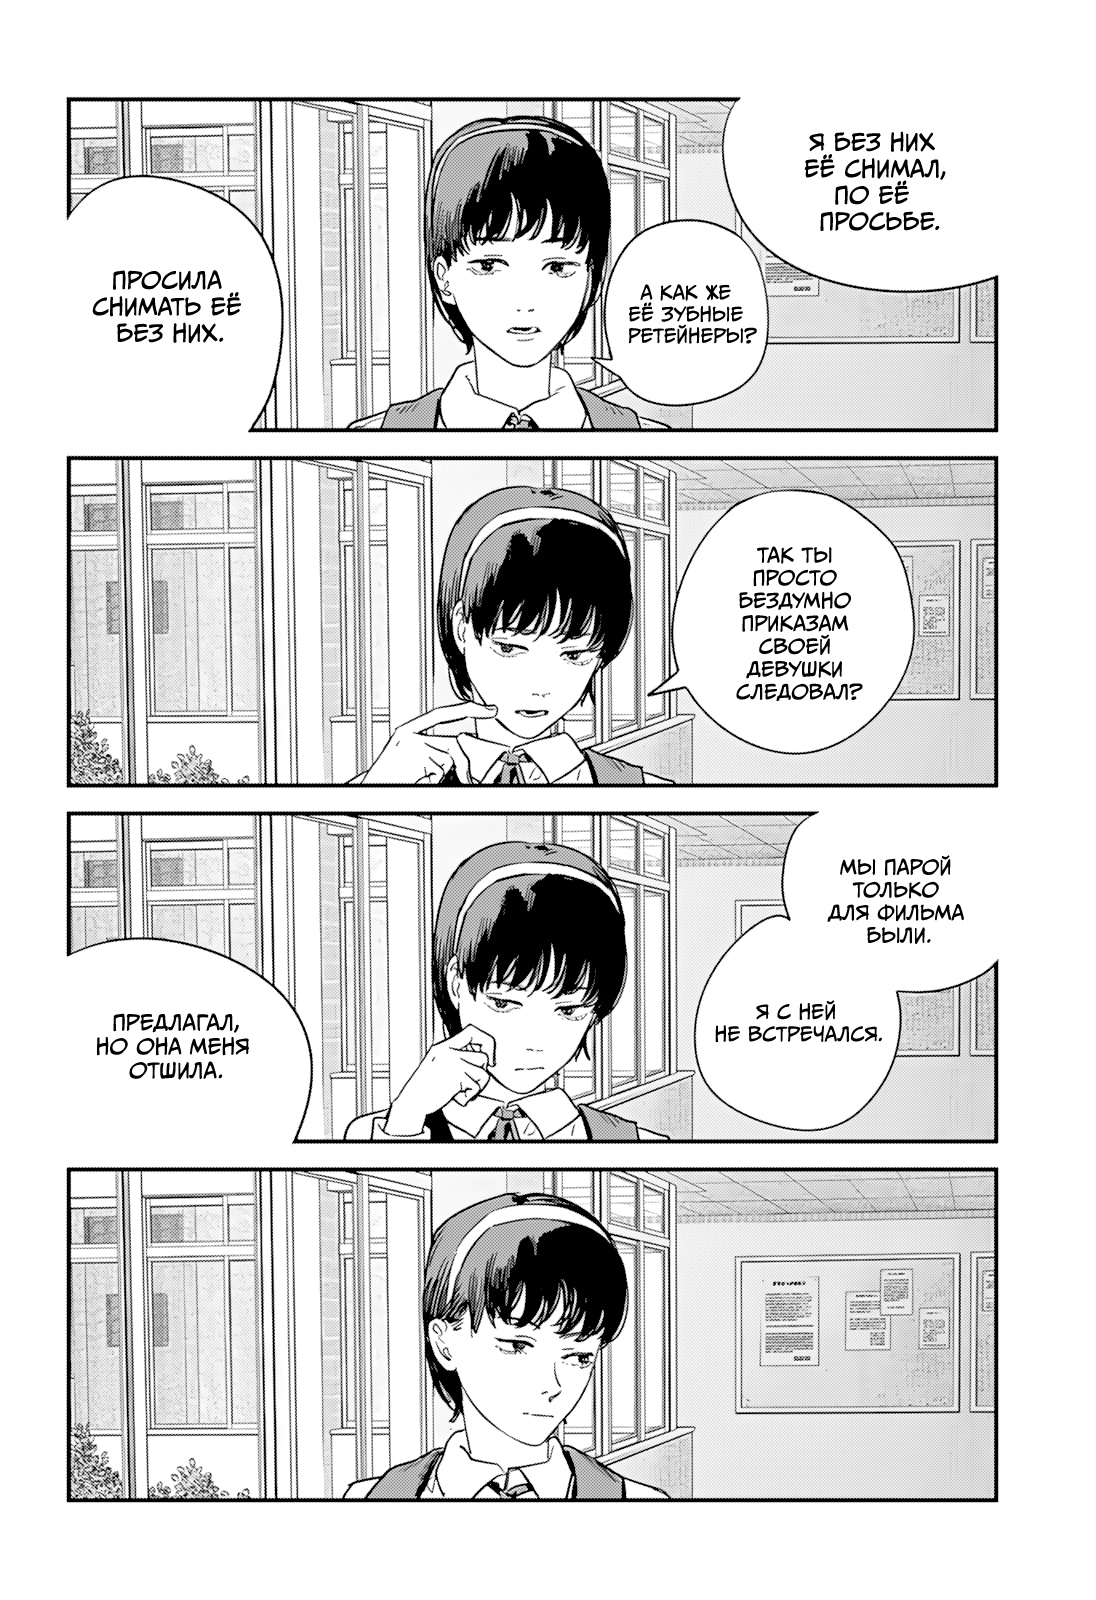 Я БЕЗ НИХ
ЕЁ СНИМАЛ,
ПО ЕЁ
ПРОСЬБЕ.
А КАК ЖЕ
ЕЁ ЗУБНЫЕ
РЕТЕЙНЕРЫ?
ПРОСИЛА
СНИМАТЬ ЕЁ
БЕЗ НИХ.
ТАК ТЫ
ПРОСТО
БЕЗДУМНО
ПРИКАЗАМ
СВОЕЙ
ДЕВУШКИ
СЛЕДОВАЛ?
МЫ ПАРОЙ
ТОЛЬКО
ДЛЯ ФИЛЬМА
БЫЛИ.
Я С НЕЙ
НЕ ВСТРЕЧАЛСЯ.
ПРЕДЛАГАЛ,
НО ОНА МЕНЯ
ОТШИЛА.